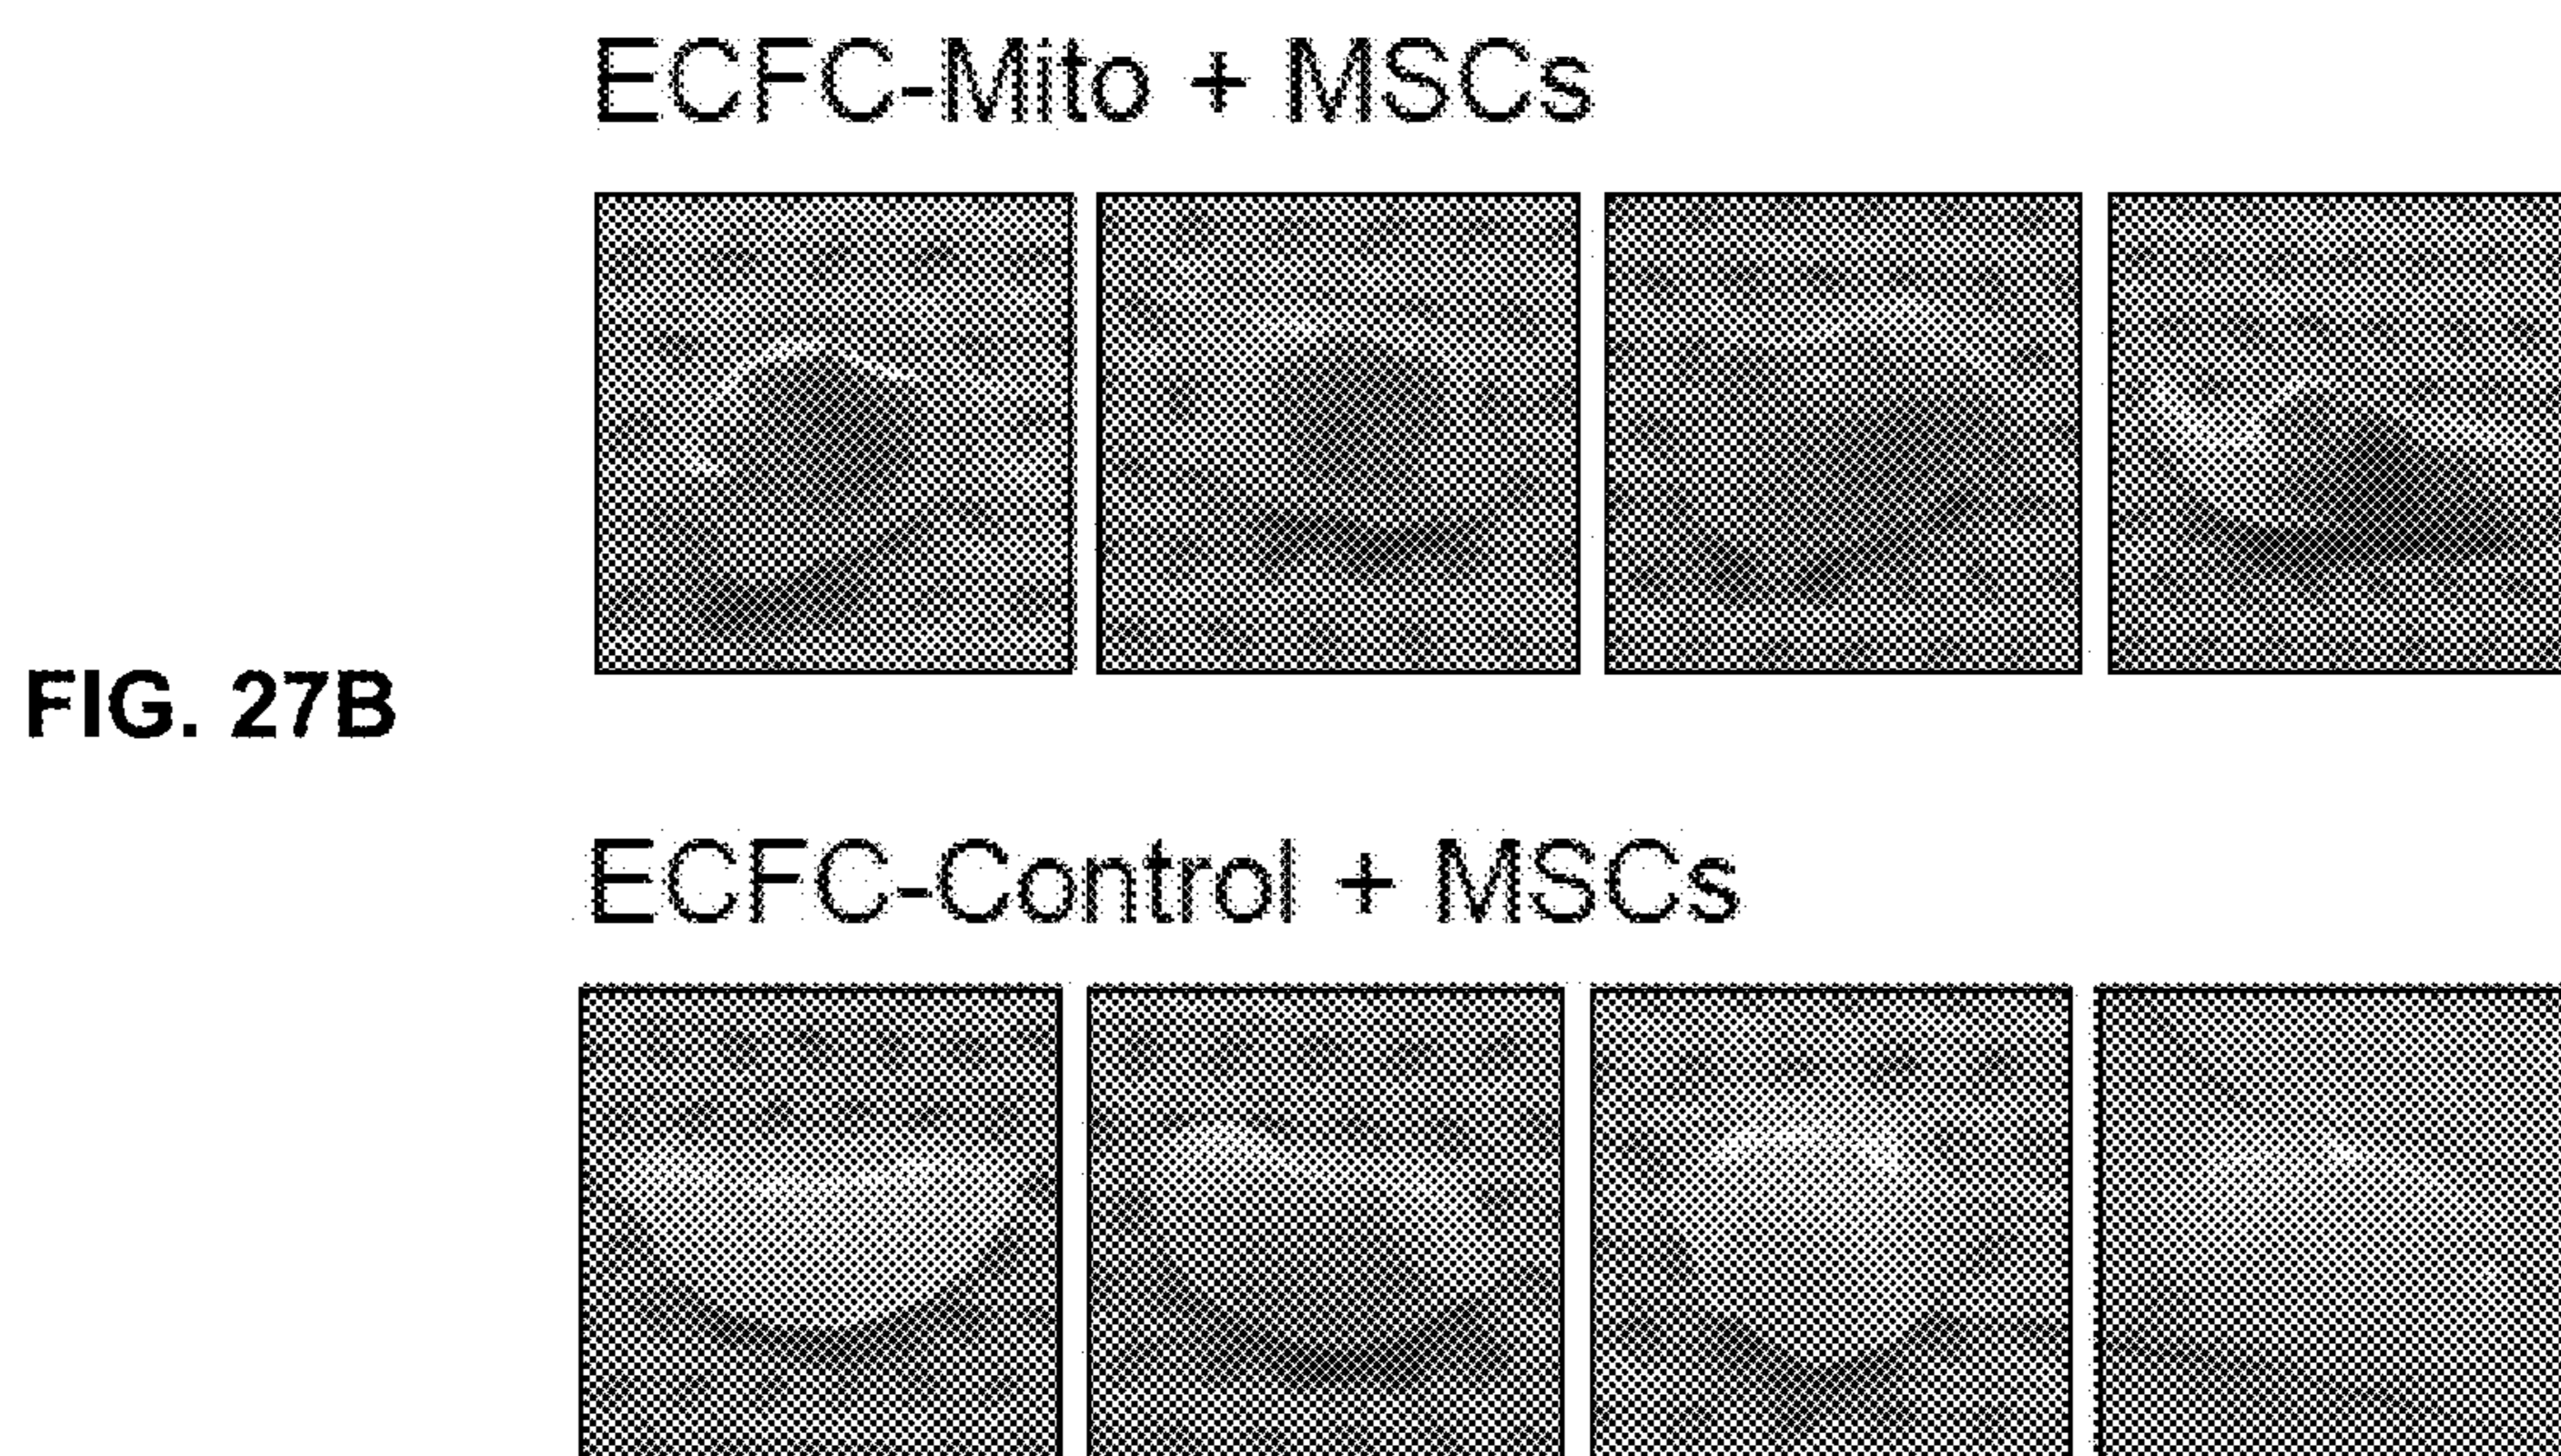 ECFC-Mito + MSCs
FIG. 27B
ECFC-Control + MSCs